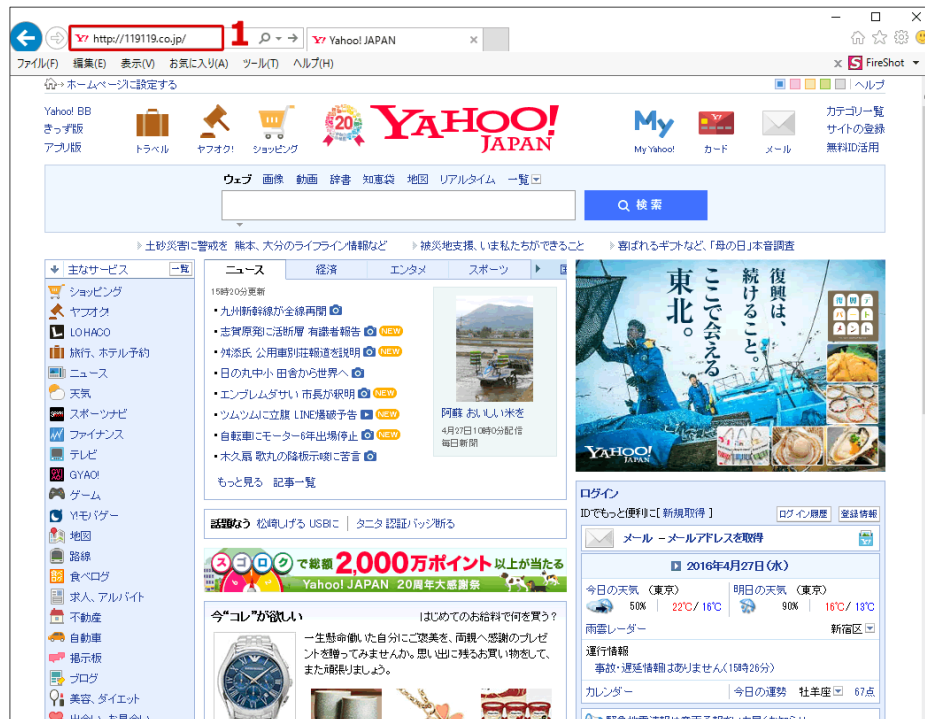 http://119119.co.jp/
1
Yahoo! JAPAN
ファイル(F) 編集(E) 表示(V) お気に入り(A) ツール(T) ヘルプ(H)
FireShot
ホームページに設定する
ヘルプ
Yahoo! BB
きっず版
アプリ版
トラベル ヤフオク! ショッピング
20
YAHOO!
JAPAN
My
My Yahoo! カード メール
カテゴリ一覧
サイトの登録
無料ID活用
ウェブ 画像 動画 辞書 知恵袋 地図 リアルタイム 一覧
検索
土砂災害に警戒を 熊本、大分のライフライン情報など
被災地支援、いま私たちができること
喜ばれるギフトなど、「母の日」本音調査
主なサービス 一覧
ショッピング
ヤフオク!
LOHACO
旅行、ホテル予約
ニュース
天気
スポーツナビ
ファイナンス
テレビ
GYAO!
ゲーム
Y!モバゲー
地図
路線
食べログ
求人、アルバイト
不動産
自動車
掲示板
ブログ
美容、ダイエット
出会い、お見合い
ニュース 経済 エンタメ スポーツ
15時20分更新
九州新幹線が全線再開
志賀原発に活断層 有識者報告 NEW
舛添氏 公用車別荘報道を説明 NEW
日の丸中小 田舎から世界へ
エンブレムダサい 市長が釈明 NEW
ツムツムに立腹 LINE爆破予告 NEW
自転車にモーター6年出場停止 NEW
木久扇 歌丸の降板示唆に苦言
もっと見る 記事一覧
阿蘇 おいしい米を
4月27日10時0分配信
毎日新聞
話題なう 松崎しげる USBに タニタ 認証バッジ断る
スゴロクで総額2,000万ポイント以上が当たる
Yahoo! JAPAN 20周年大感謝祭
今“コレ”が欲しい はじめてのお給料で何を買う?
一生懸命働いた自分にご褒美を、両親へ感謝のプレゼ
ントを贈ってみませんか。思い出に残るお買い物をして、
また頑張りましょう。
復興は、
続けること。
ここで会える
東北。
復興デパートメント
YAHOO!
JAPAN
ログイン
IDでもっと便利に[ 新規取得 ] ログイン履歴 登録情報
メール - メールアドレスを取得
2016年4月27日(水)
今日の天気 (東京) 明日の天気 (東京)
50% 22℃/ 16℃ 90% 16℃/ 13℃
雨雲レーダー 新宿区
運行情報
事故・遅延情報はありません(15時26分)
カレンダー 今日の運勢 牡羊座 67点